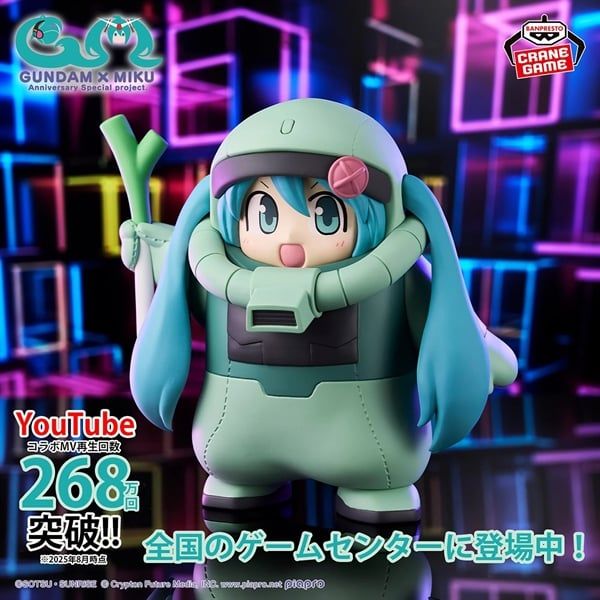 GUNDAM × MIKU
Anniversary Special project.
BANPRESTO
CRANE
GAME
YouTube
コラボMV再生回数
268万回
突破!!
※2025年8月時点
全国のゲームセンターに登場中！
©SOTSU・SUNRISE © Crypton Future Media, INC. www.piapro.net piapro